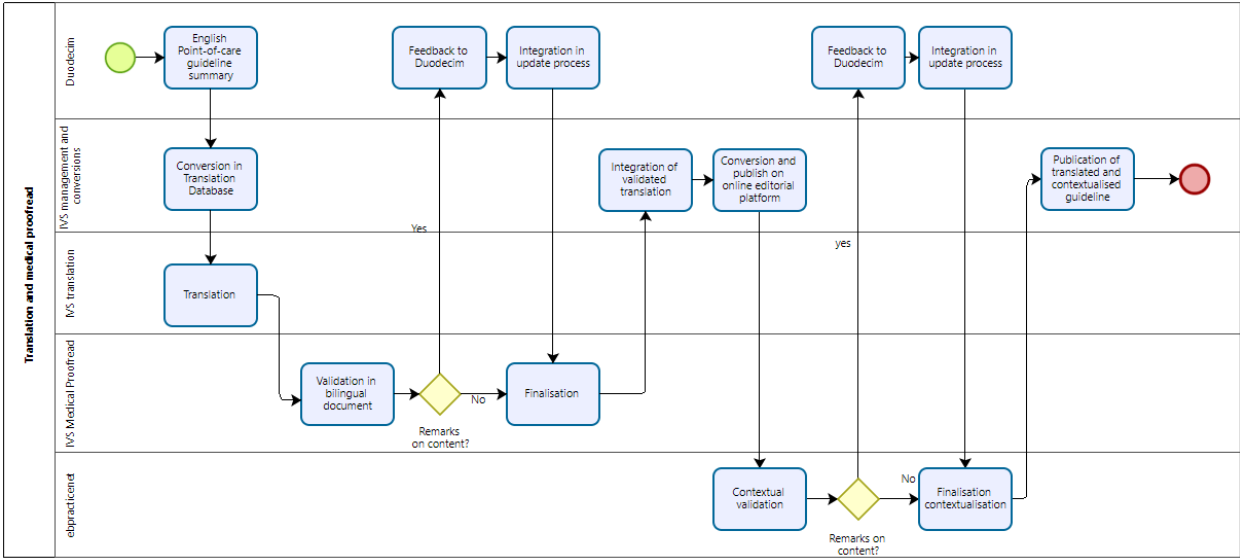 Translation and medical proofread
Duodecim
English
Point-of-care
guideline
summary
Feedback to
Duodecim
Integration in
update process
Feedback to
Duodecim
Integration in
update process
IVS management and
conversions
Conversion in
Translation
Database
Integration of
validated
translation
Conversion and
publish on
online editorial
platform
Publication of
translated and
contextualised
guideline
Yes
yes
IVS translation
Translation
IVS Medical Proofread
Validation in
bilingual
document
Remarks
on content?
No
Finalisation
ebpracticenet
Contextual
validation
Remarks on
content?
No
Finalisation
contextualisation